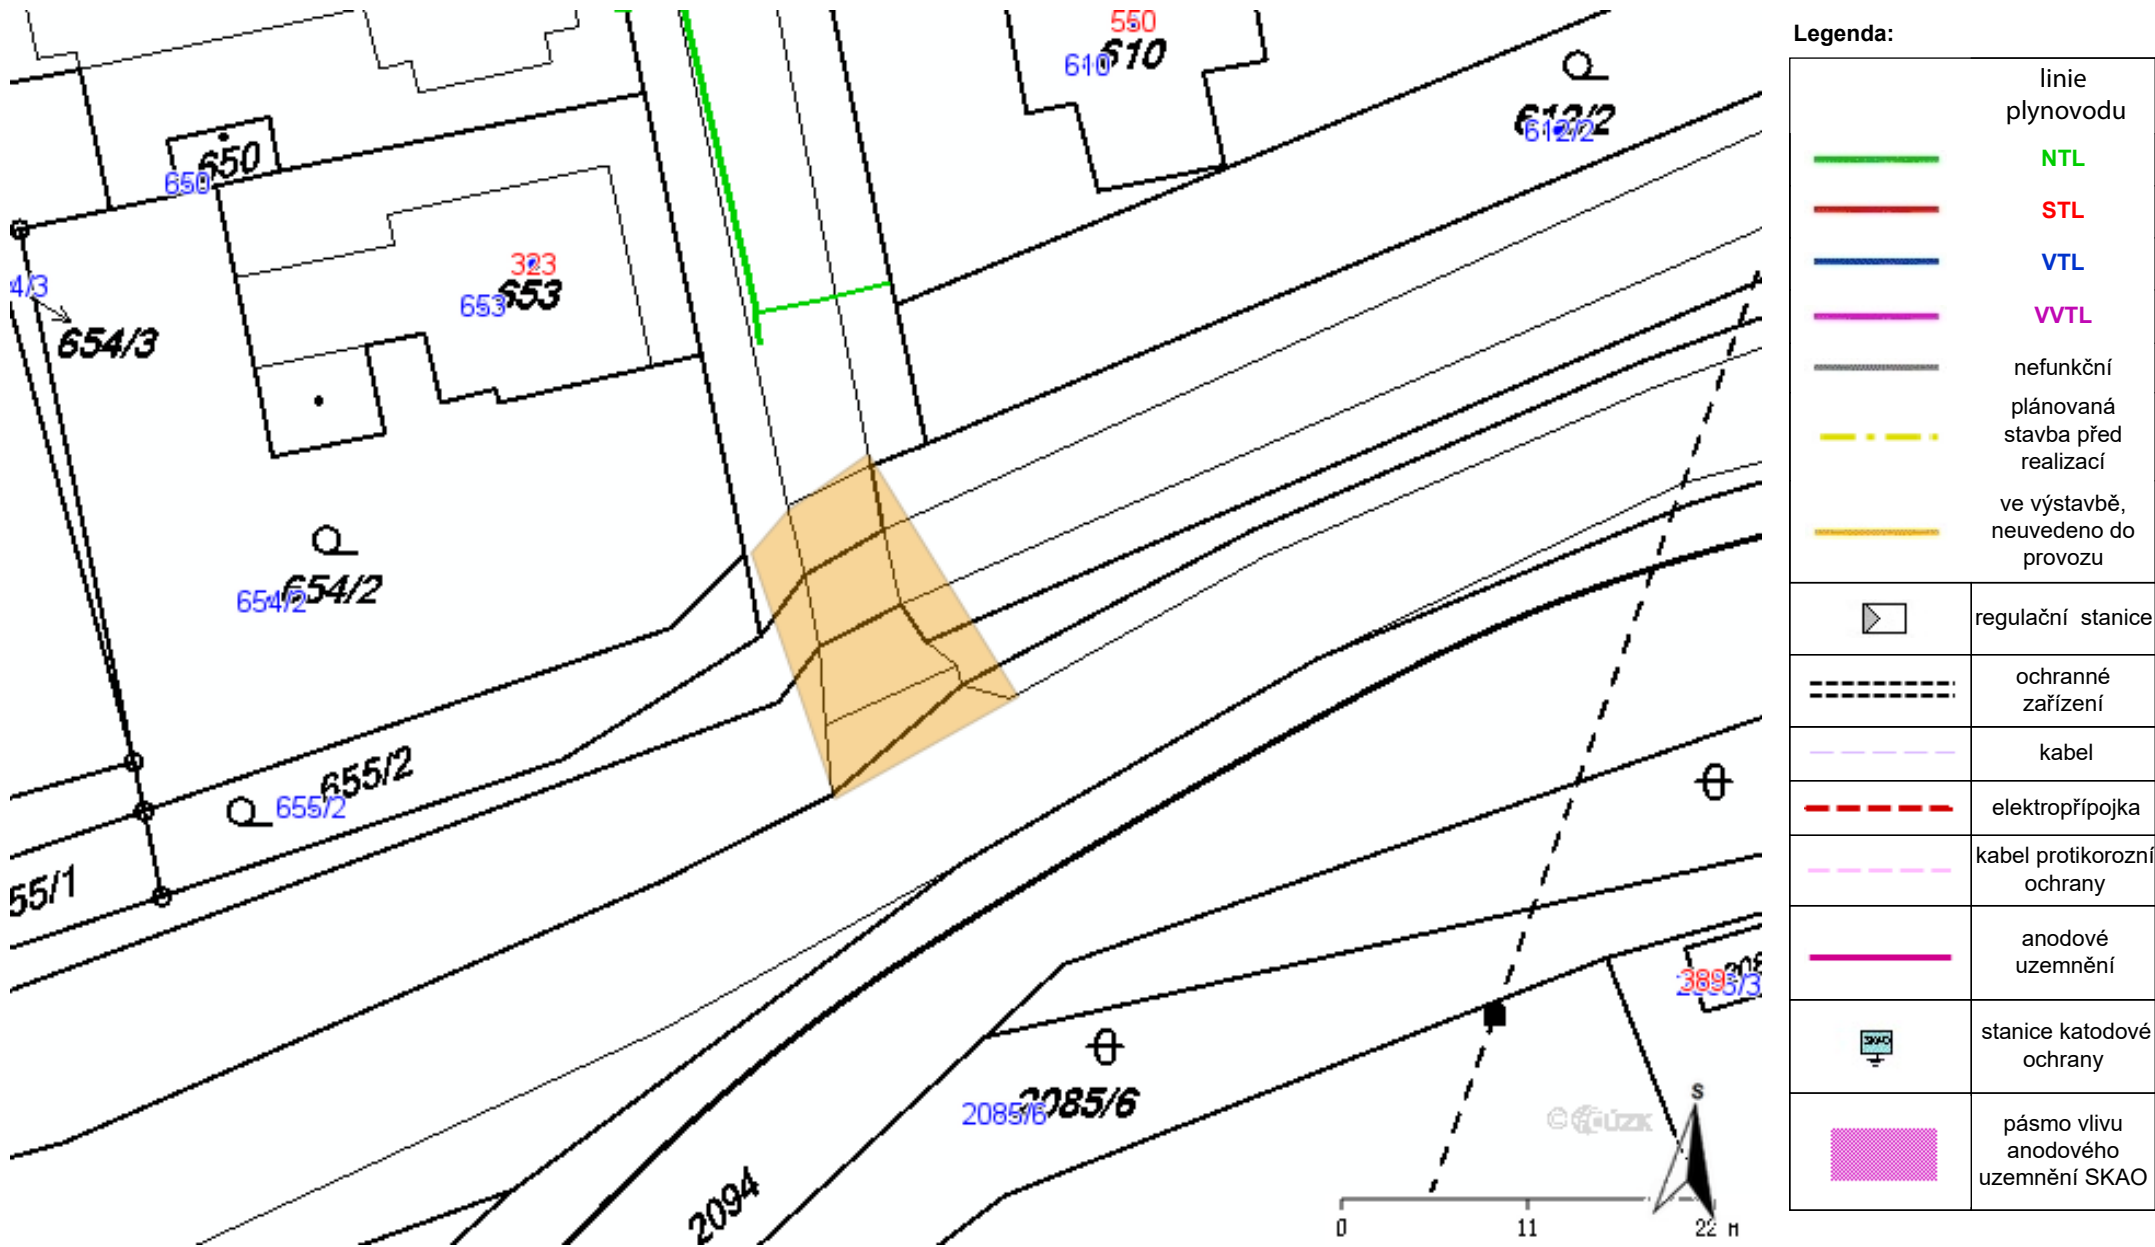 550
610
610
612/2
612/2
650
650
323
653
653
4/3
654/3
654/2
654/2
655/2
655/2
55/1
2085/6
2085/6
2094
389
© ČÚZK
S
0 11 22 M
Legenda:
linie
plynovodu
NTL
STL
VTL
VVTL
nefunkční
plánovaná
stavba před
realizací
ve výstavbě,
neuvedeno do
provozu
regulační stanice
ochranné
zařízení
kabel
elektropřípojka
kabel protikorozní
ochrany
anodové
uzemnění
SKAO
stanice katodové
ochrany
pásmo vlivu
anodového
uzemnění SKAO